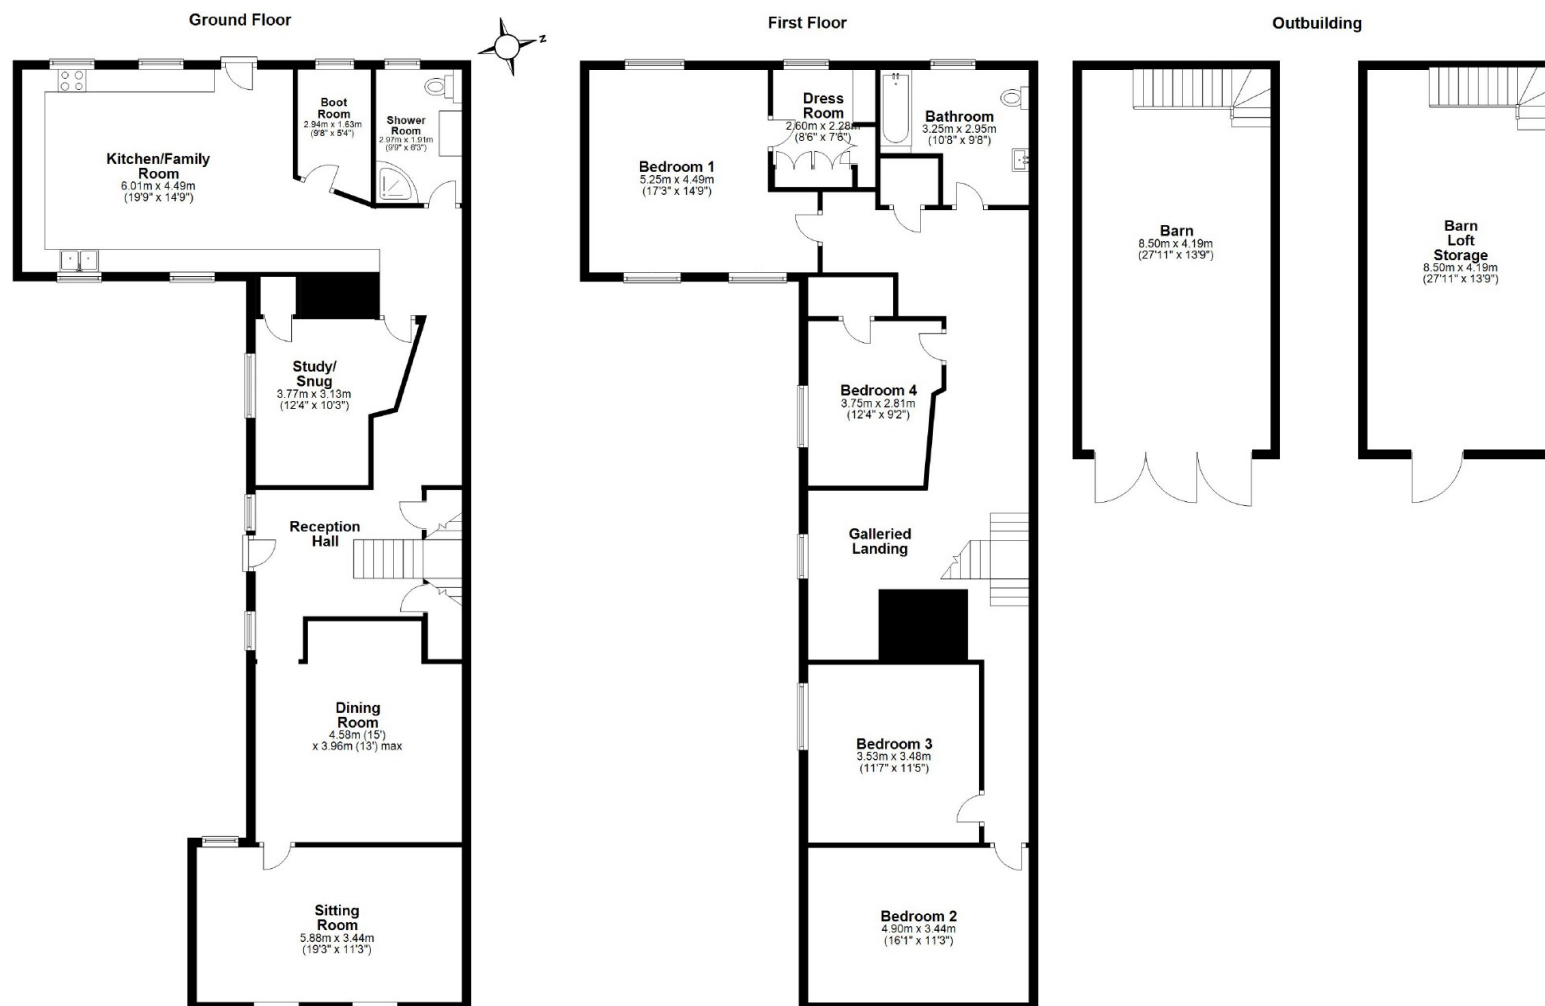 Ground Floor
First Floor
Outbuilding
N
Kitchen/Family
Room
6.01m x 4.49m
(19'9" x 14'9")
Boot
Room
2.94m x 1.63m
(9'8" x 5'4")
Shower
Room
2.97m x 1.91m
(9'9" x 6'3")
Study/
Snug
3.77m x 3.13m
(12'4" x 10'3")
Reception
Hall
Dining
Room
4.58m (15')
x 3.96m (13') max
Sitting
Room
5.88m x 3.44m
(19'3" x 11'3")
Bedroom 1
5.25m x 4.49m
(17'3" x 14'9")
Dress
Room
2.60m x 2.28m
(8'6" x 7'6")
Bathroom
3.25m x 2.95m
(10'8" x 9'8")
Bedroom 4
3.75m x 2.81m
(12'4" x 9'2")
Galleried
Landing
Bedroom 3
3.53m x 3.48m
(11'7" x 11'5")
Bedroom 2
4.90m x 3.44m
(16'1" x 11'3")
Barn
8.50m x 4.19m
(27'11" x 13'9")
Barn
Loft
Storage
8.50m x 4.19m
(27'11" x 13'9")